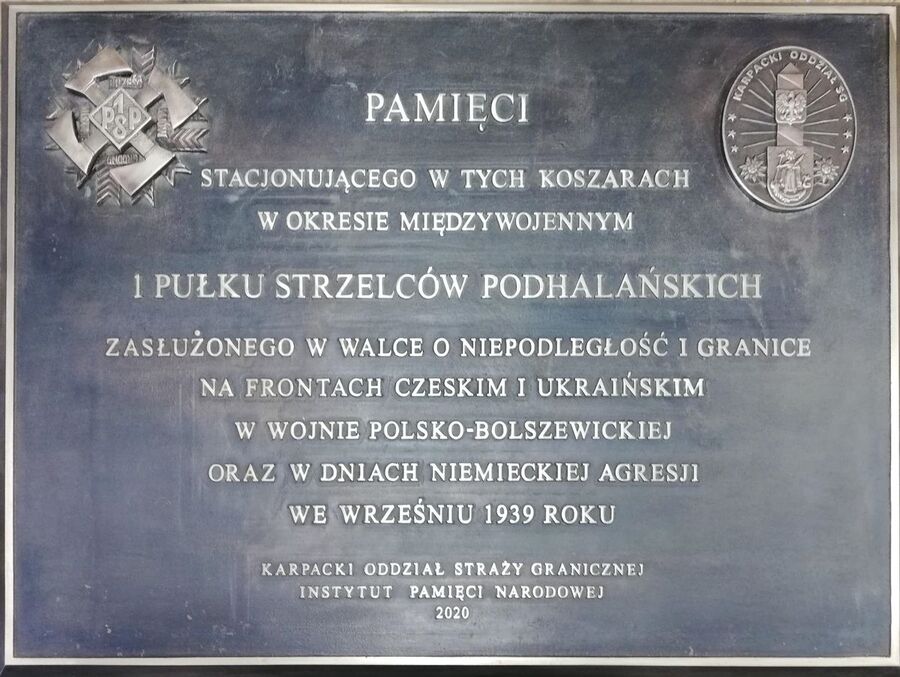 KARPACKI ODDZIAŁ SG
1
PSP
PAMIĘCI
STACJONUJĄCEGO W TYCH KOSZARACH
W OKRESIE MIĘDZYWOJENNYM
1 PUŁKU STRZELCÓW PODHALAŃSKICH
ZASŁUŻONEGO W WALCE O NIEPODLEGŁOŚĆ I GRANICE
NA FRONTACH CZESKIM I UKRAIŃSKIM
W WOJNIE POLSKO-BOLSZEWICKIEJ
ORAZ W DNIACH NIEMIECKIEJ AGRESJI
WE WRZEŚNIU 1939 ROKU
KARPACKI ODDZIAŁ STRAŻY GRANICZNEJ
INSTYTUT PAMIĘCI NARODOWEJ
2020